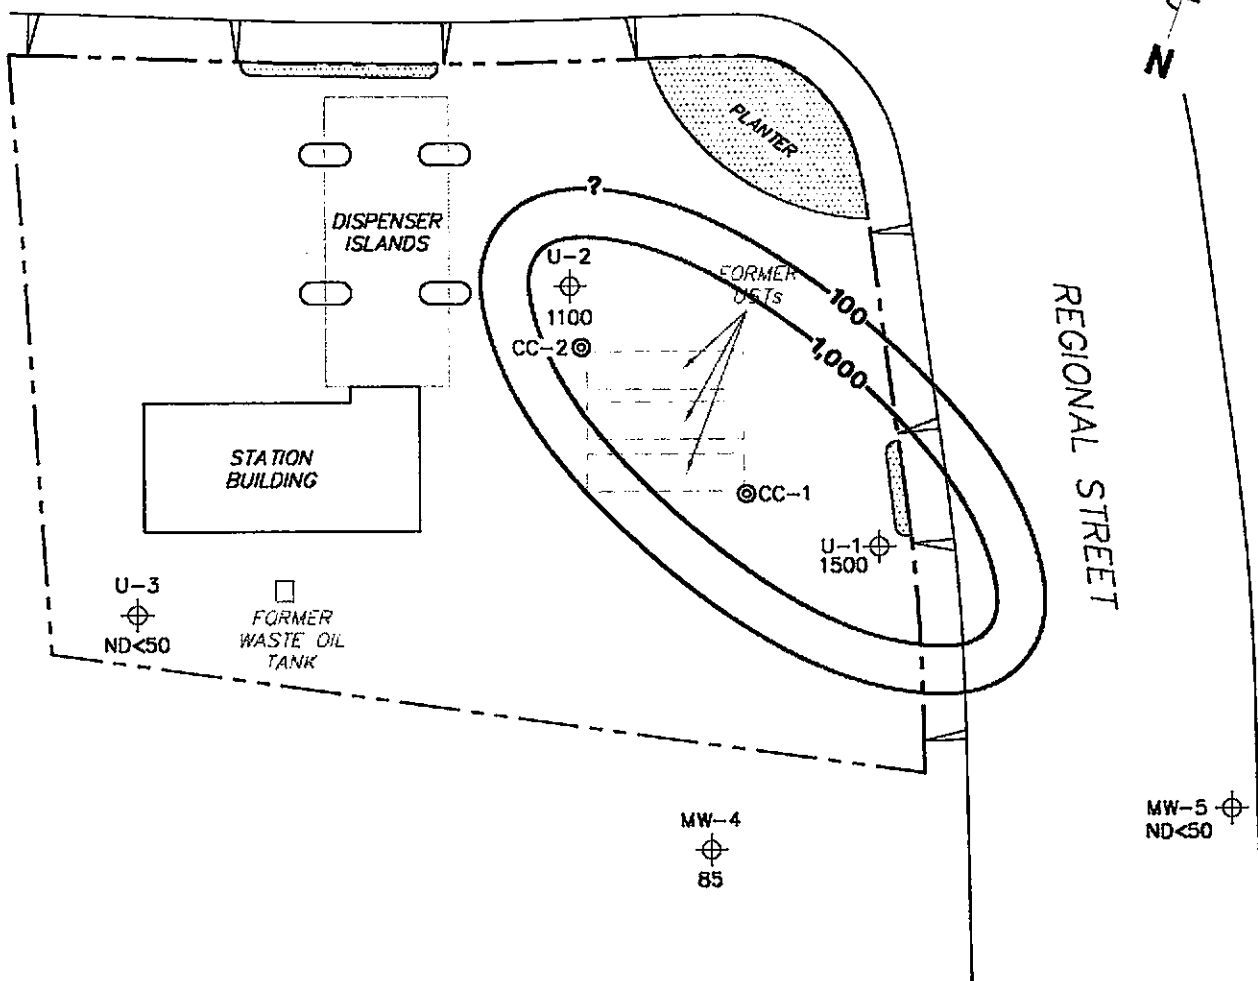 N
PLANTER
?
DISPENSER
ISLANDS
U-2
1100
FORMER
USTs
100
CC-2
1,000
REGIONAL STREET
STATION
BUILDING
CC-1
U-1
1500
U-3
ND<50
FORMER
WASTE OIL
TANK
MW-4
85
MW-5
ND<50